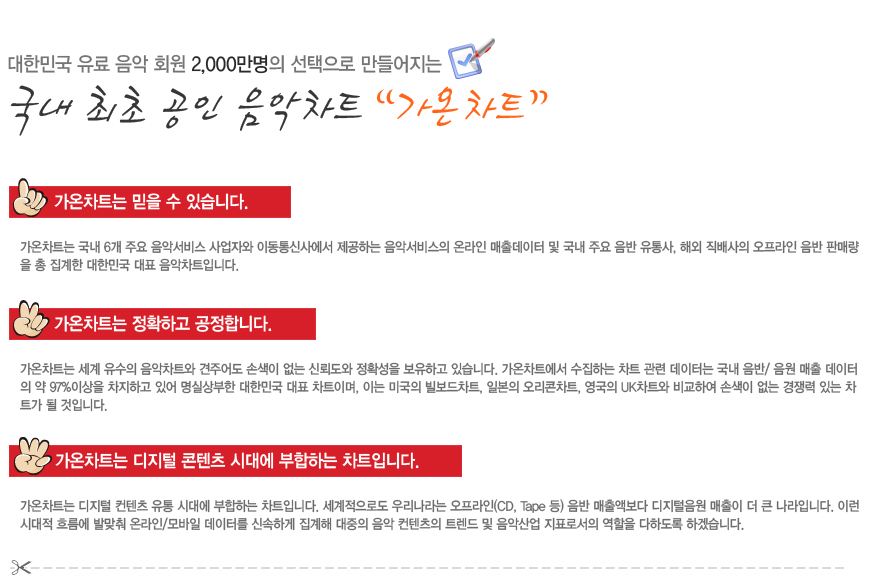 대한민국 유료 음악 회원 2,000만명의 선택으로 만들어지는
국내 최초 공인 음악차트 “가온차트”
가온차트는 믿을 수 있습니다.
가온차트는 국내 6개 주요 음악서비스 사업자와 이동통신사에서 제공하는 음악서비스의 온라인 매출데이터 및 국내 주요 음반 유통사, 해외 직배사의 오프라인 음반 판매량
을 총 집계한 대한민국 대표 음악차트입니다.
가온차트는 정확하고 공정합니다.
가온차트는 세계 유수의 음악차트와 견주어도 손색이 없는 신뢰도와 정확성을 보유하고 있습니다. 가온차트에서 수집하는 차트 관련 데이터는 국내 음반/ 음원 매출 데이터
의 약 97%이상을 차지하고 있어 명실상부한 대한민국 대표 차트이며, 이는 미국의 빌보드차트, 일본의 오리콘차트, 영국의 UK차트와 비교하여 손색이 없는 경쟁력 있는 차
트가 될 것입니다.
가온차트는 디지털 콘텐츠 시대에 부합하는 차트입니다.
가온차트는 디지털 컨텐츠 유통 시대에 부합하는 차트입니다. 세계적으로도 우리나라는 오프라인(CD, Tape 등) 음반 매출액보다 디지털음원 매출이 더 큰 나라입니다. 이런
시대적 흐름에 발맞춰 온라인/모바일 데이터를 신속하게 집계해 대중의 음악 컨텐츠의 트렌드 및 음악산업 지표로서의 역할을 다하도록 하겠습니다.